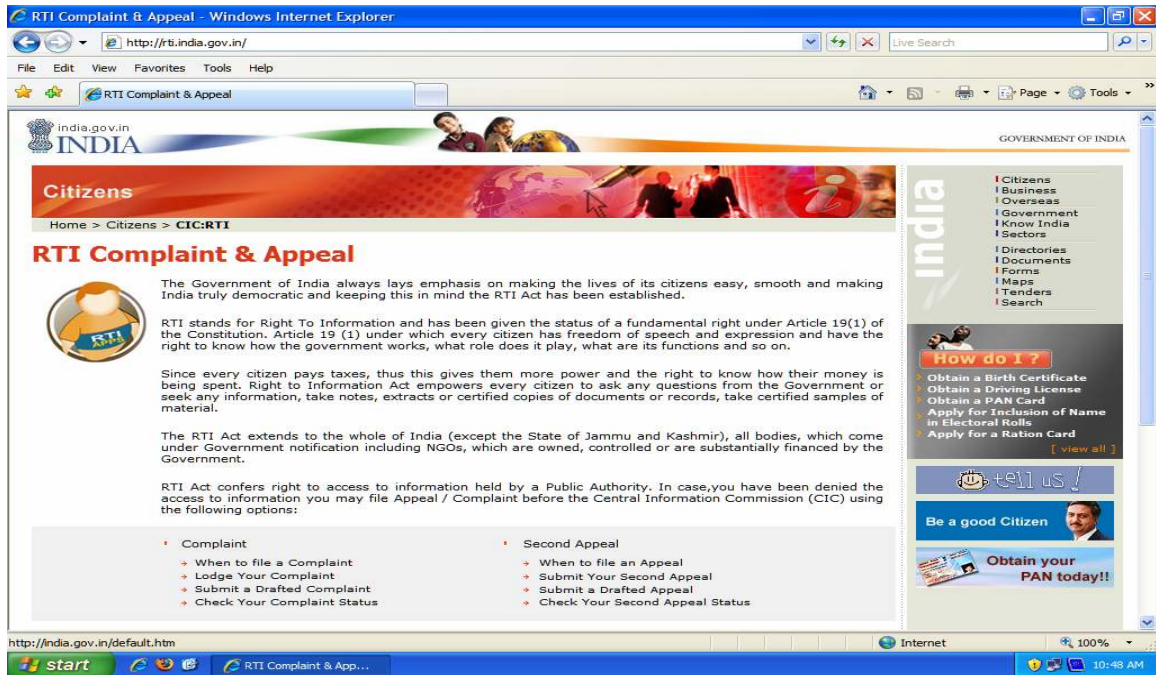 RTI Complaint & Appeal - Windows Internet Explorer
http://rti.india.gov.in/
Live Search
File Edit View Favorites Tools Help
RTI Complaint & Appeal
Page Tools
india.gov.in
INDIA
GOVERNMENT OF INDIA
Citizens
Home > Citizens > CIC:RTI
RTI Complaint & Appeal
RTI APPS
The Government of India always lays emphasis on making the lives of its citizens easy, smooth and making
India truly democratic and keeping this in mind the RTI Act has been established.
RTI stands for Right To Information and has been given the status of a fundamental right under Article 19(1) of
the Constitution. Article 19 (1) under which every citizen has freedom of speech and expression and have the
right to know how the government works, what role does it play, what are its functions and so on.
Since every citizen pays taxes, thus this gives them more power and the right to know how their money is
being spent. Right to Information Act empowers every citizen to ask any questions from the Government or
seek any information, take notes, extracts or certified copies of documents or records, take certified samples of
material.
The RTI Act extends to the whole of India (except the State of Jammu and Kashmir), all bodies, which come
under Government notification including NGOs, which are owned, controlled or are substantially financed by the
Government.
RTI Act confers right to access to information held by a Public Authority. In case,you have been denied the
access to information you may file Appeal / Complaint before the Central Information Commission (CIC) using
the following options:
Complaint
When to file a Complaint
Lodge Your Complaint
Submit a Drafted Complaint
Check Your Complaint Status
Second Appeal
When to file an Appeal
Submit Your Second Appeal
Submit a Drafted Appeal
Check Your Second Appeal Status
india
Citizens
Business
Overseas
Government
Know India
Sectors
Directories
Documents
Forms
Maps
Tenders
Search
How do I ?
Obtain a Birth Certificate
Obtain a Driving License
Obtain a PAN Card
Apply for Inclusion of Name
in Electoral Rolls
Apply for a Ration Card
[ view all ]
tell us !
Be a good Citizen
Obtain your
PAN today!!
http://india.gov.in/default.htm
Internet
100%
start
RTI Complaint & App...
10:48 AM